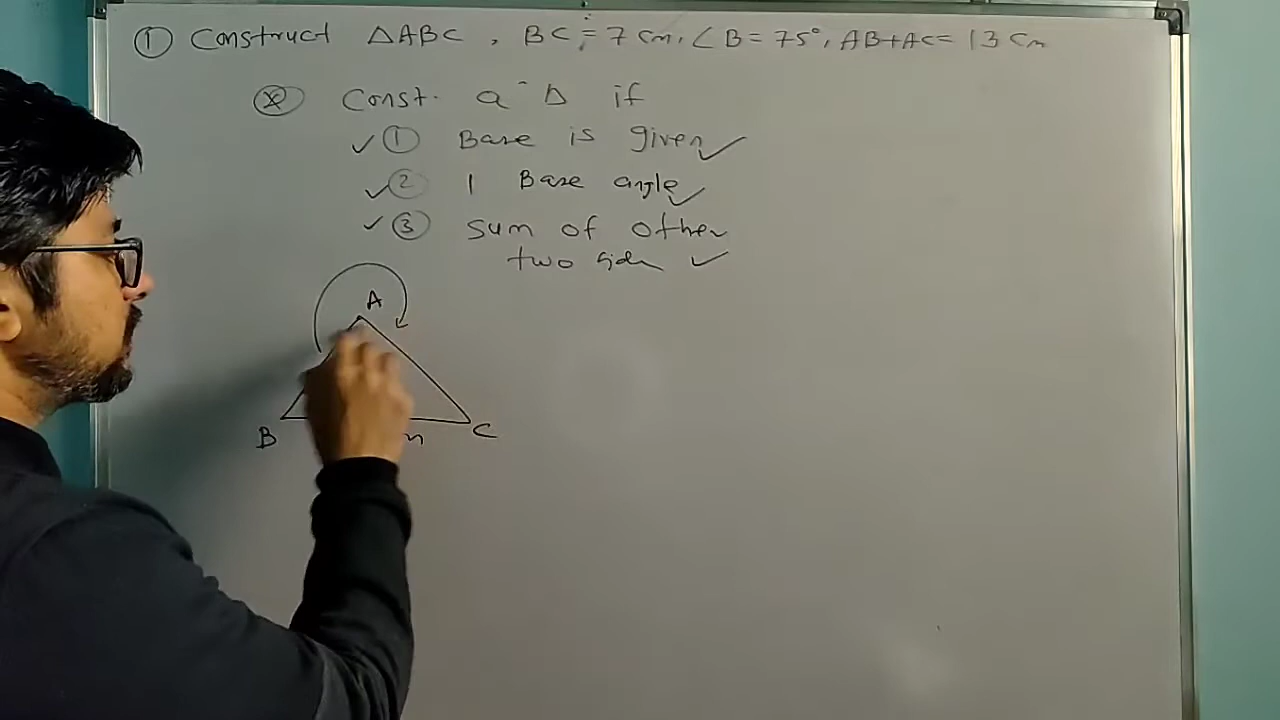 ① Construct △ABC, BC = 7 cm, ∠B = 75°, AB+AC = 13 cm
Const. a △ if
✓ ① Base is given ✓
✓ ② 1 Base angle ✓
✓ ③ Sum of other
two side ✓
A
B m C